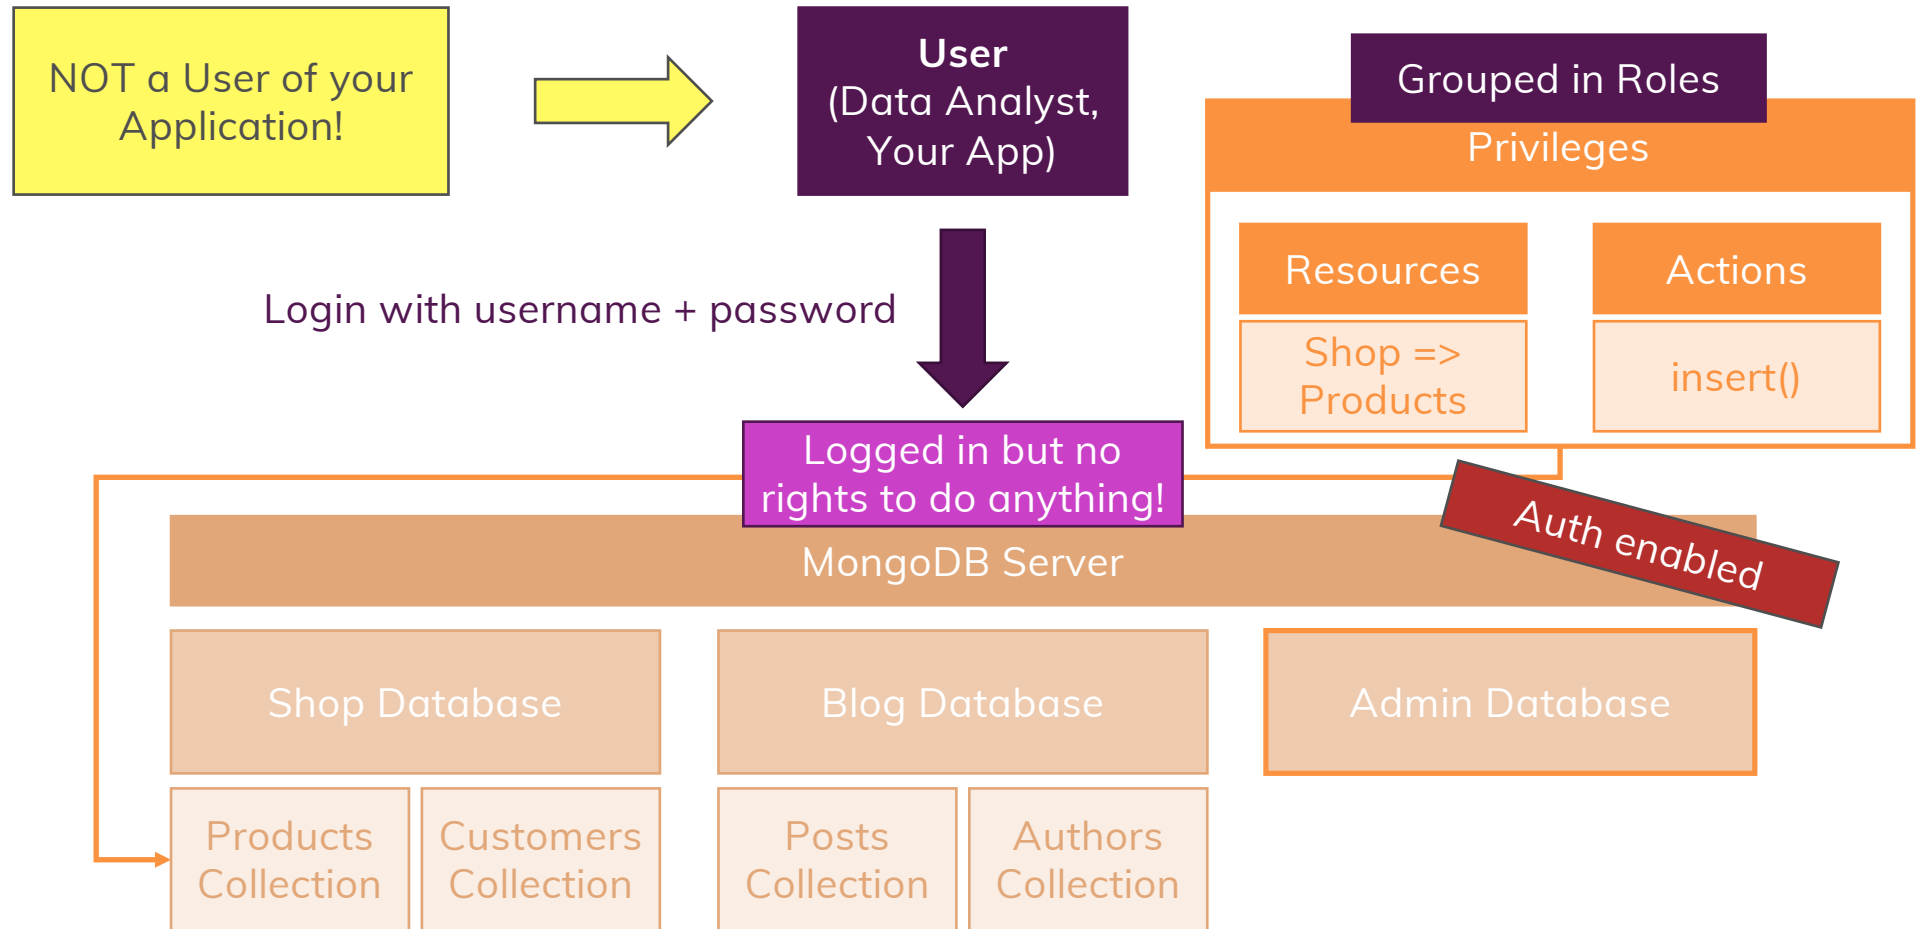 NOT a User of your
Application!
User
(Data Analyst,
Your App)
Grouped in Roles
Privileges
Resources
Actions
Shop =>
Products
insert()
Login with username + password
Logged in but no
rights to do anything!
Auth enabled
MongoDB Server
Shop Database
Blog Database
Admin Database
Products
Collection
Customers
Collection
Posts
Collection
Authors
Collection